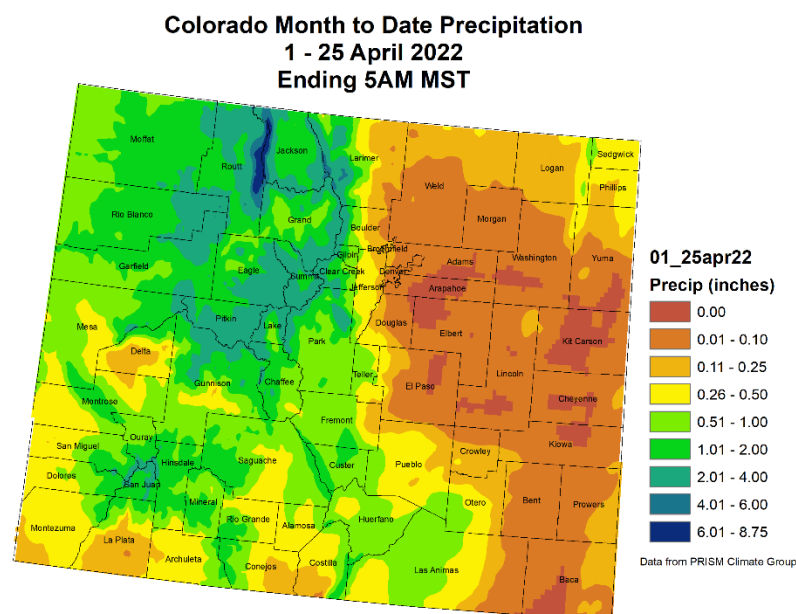 Colorado Month to Date Precipitation
1 - 25 April 2022
Ending 5AM MST
Moffat
Routt
Jackson
Larimer
Logan
Sedgwick
Phillips
Weld
Morgan
Rio Blanco
Grand
Boulder
Broomfield
Gilpin
Adams
Washington
Yuma
Garfield
Eagle
Summit
Clear Creek
Denver
Jefferson
Arapahoe
Mesa
Pitkin
Lake
Park
Douglas
Elbert
Kit Carson
Delta
Gunnison
Chaffee
Teller
El Paso
Lincoln
Cheyenne
Montrose
Fremont
Kiowa
Ouray
San Miguel
Hinsdale
Saguache
Custer
Pueblo
Crowley
Dolores
San Juan
Mineral
Otero
Bent
Prowers
Montezuma
La Plata
Rio Grande
Alamosa
Huerfano
Archuleta
Conejos
Costilla
Las Animas
Baca
01_25apr22
Precip (inches)
0.00
0.01 - 0.10
0.11 - 0.25
0.26 - 0.50
0.51 - 1.00
1.01 - 2.00
2.01 - 4.00
4.01 - 6.00
6.01 - 8.75
Data from PRISM Climate Group